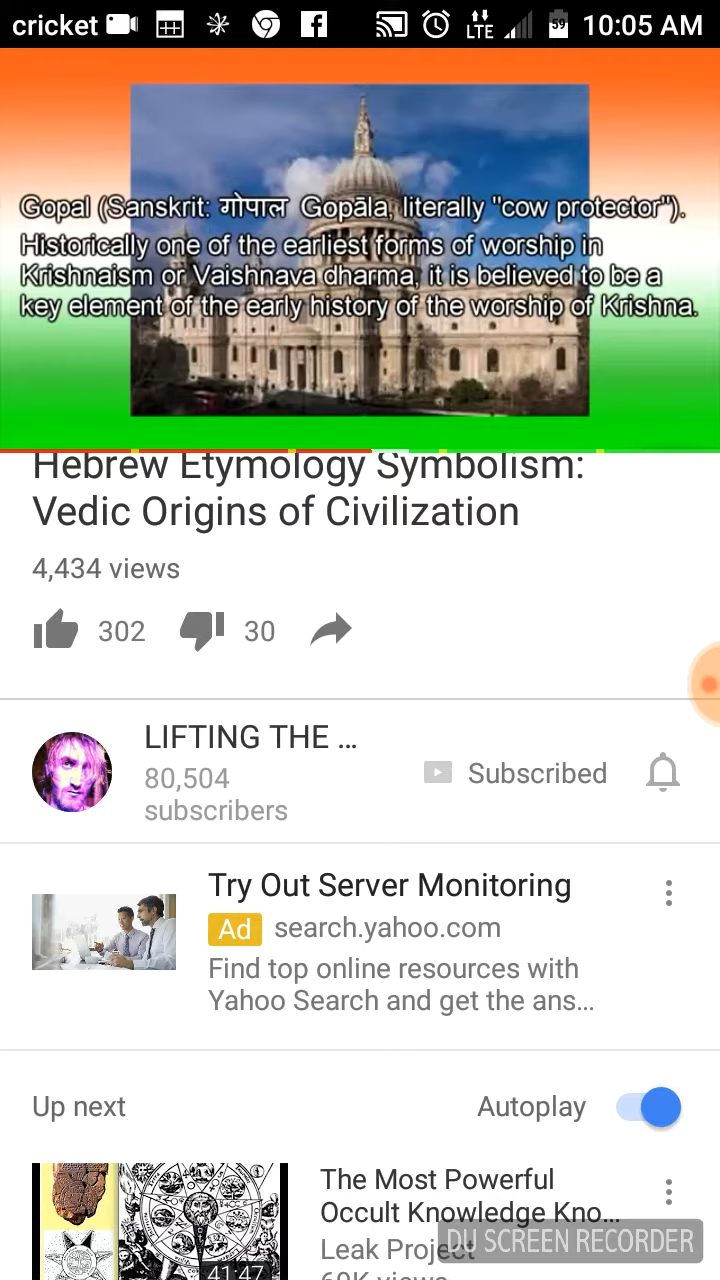 cricket
59
LTE
10:05 AM
Gopal (Sanskrit: गोपाल Gopāla, literally "cow protector").
Historically one of the earliest forms of worship in
Krishnaism or Vaishnava dharma, it is believed to be a
key element of the early history of the worship of Krishna.
Hebrew Etymology Symbolism:
Vedic Origins of Civilization
4,434 views
302
30
LIFTING THE ...
80,504
subscribers
Subscribed
Try Out Server Monitoring
Ad search.yahoo.com
Find top online resources with
Yahoo Search and get the ans...
Up next
Autoplay
The Most Powerful
Occult Knowledge Kno...
Leak Project
DU SCREEN RECORDER
41:47
60K views